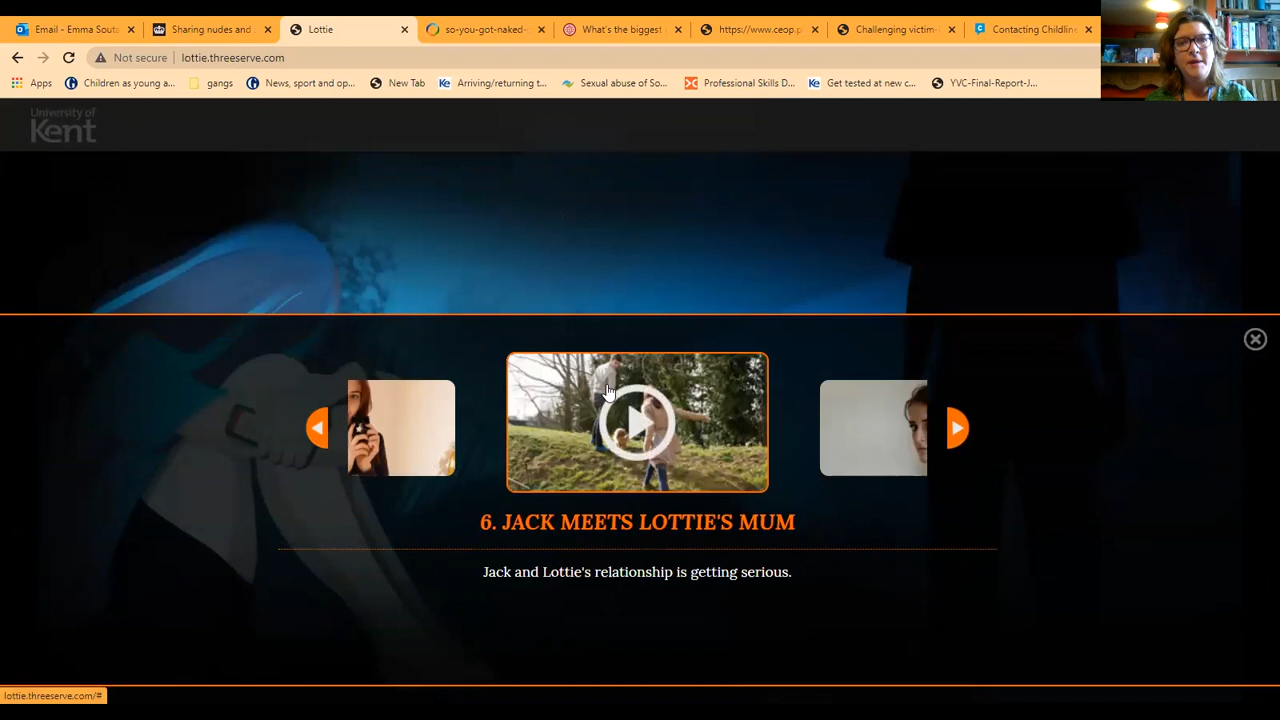 Email - Emma Souta
Sharing nudes and
Lottie
so-you-got-naked-
What's the biggest
https://www.ceop.p
Challenging victim-
Contacting Childlin
Not secure
lottie.threeserve.com
Apps
Children as young a...
gangs
News, sport and op...
New Tab
Arriving/returning t...
Sexual abuse of So...
Professional Skills D...
Get tested at new c...
YVC-Final-Report-J...
University of
Kent
6. JACK MEETS LOTTIE'S MUM
Jack and Lottie's relationship is getting serious.
lottie.threeserve.com/#